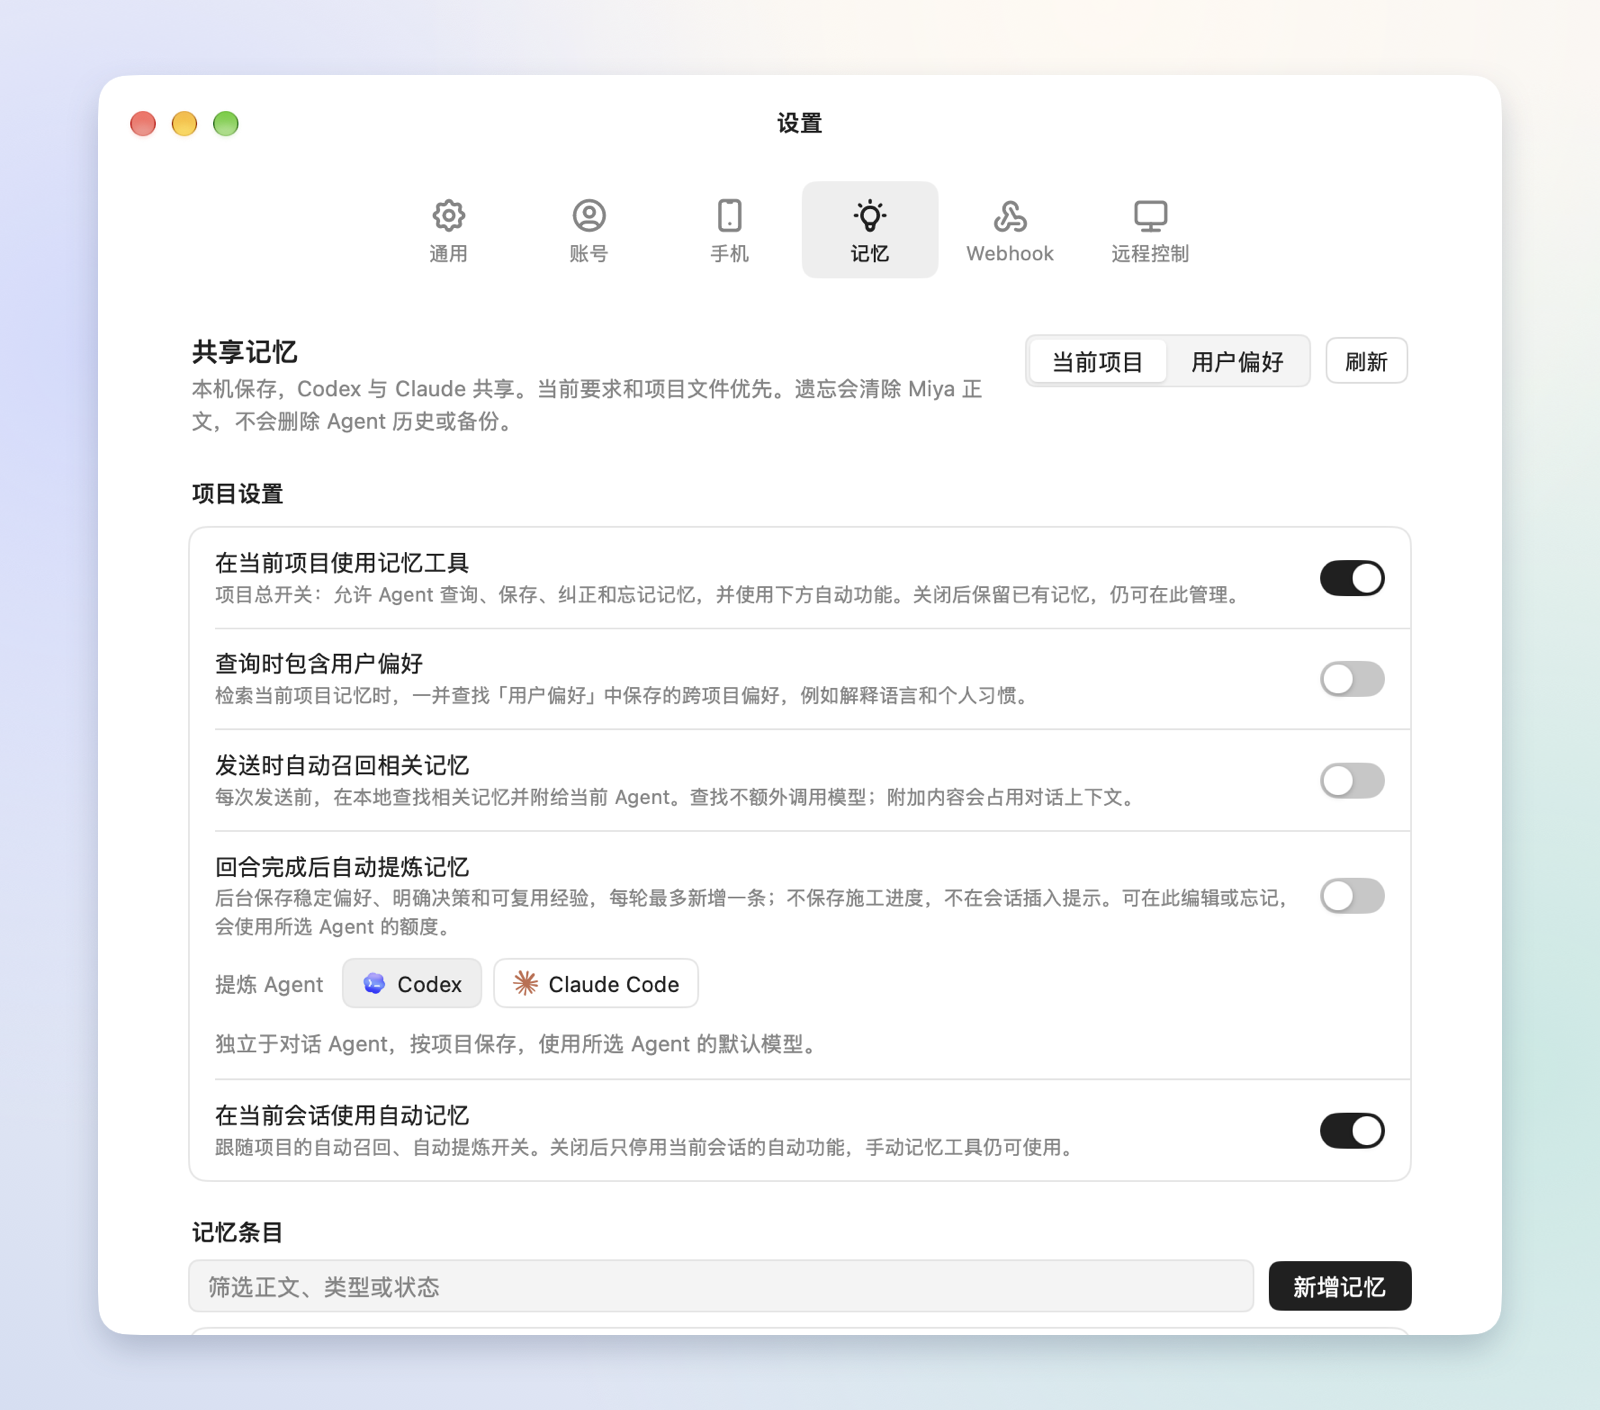 设置
通用
账号
手机
记忆
Webhook
远程控制
共享记忆
本机保存，Codex 与 Claude 共享。当前要求和项目文件优先。遗忘会清除 Miya 正
文，不会删除 Agent 历史或备份。
当前项目
用户偏好
刷新
项目设置
在当前项目使用记忆工具
项目总开关：允许 Agent 查询、保存、纠正和忘记记忆，并使用下方自动功能。关闭后保留已有记忆，仍可在此管理。
查询时包含用户偏好
检索当前项目记忆时，一并查找「用户偏好」中保存的跨项目偏好，例如解释语言和个人习惯。
发送时自动召回相关记忆
每次发送前，在本地查找相关记忆并附给当前 Agent。查找不额外调用模型；附加内容会占用对话上下文。
回合完成后自动提炼记忆
后台保存稳定偏好、明确决策和可复用经验，每轮最多新增一条；不保存施工进度，不在会话插入提示。可在此编辑或忘记，
会使用所选 Agent 的额度。
提炼 Agent
Codex
Claude Code
独立于对话 Agent，按项目保存，使用所选 Agent 的默认模型。
在当前会话使用自动记忆
跟随项目的自动召回、自动提炼开关。关闭后只停用当前会话的自动功能，手动记忆工具仍可使用。
记忆条目
筛选正文、类型或状态
新增记忆